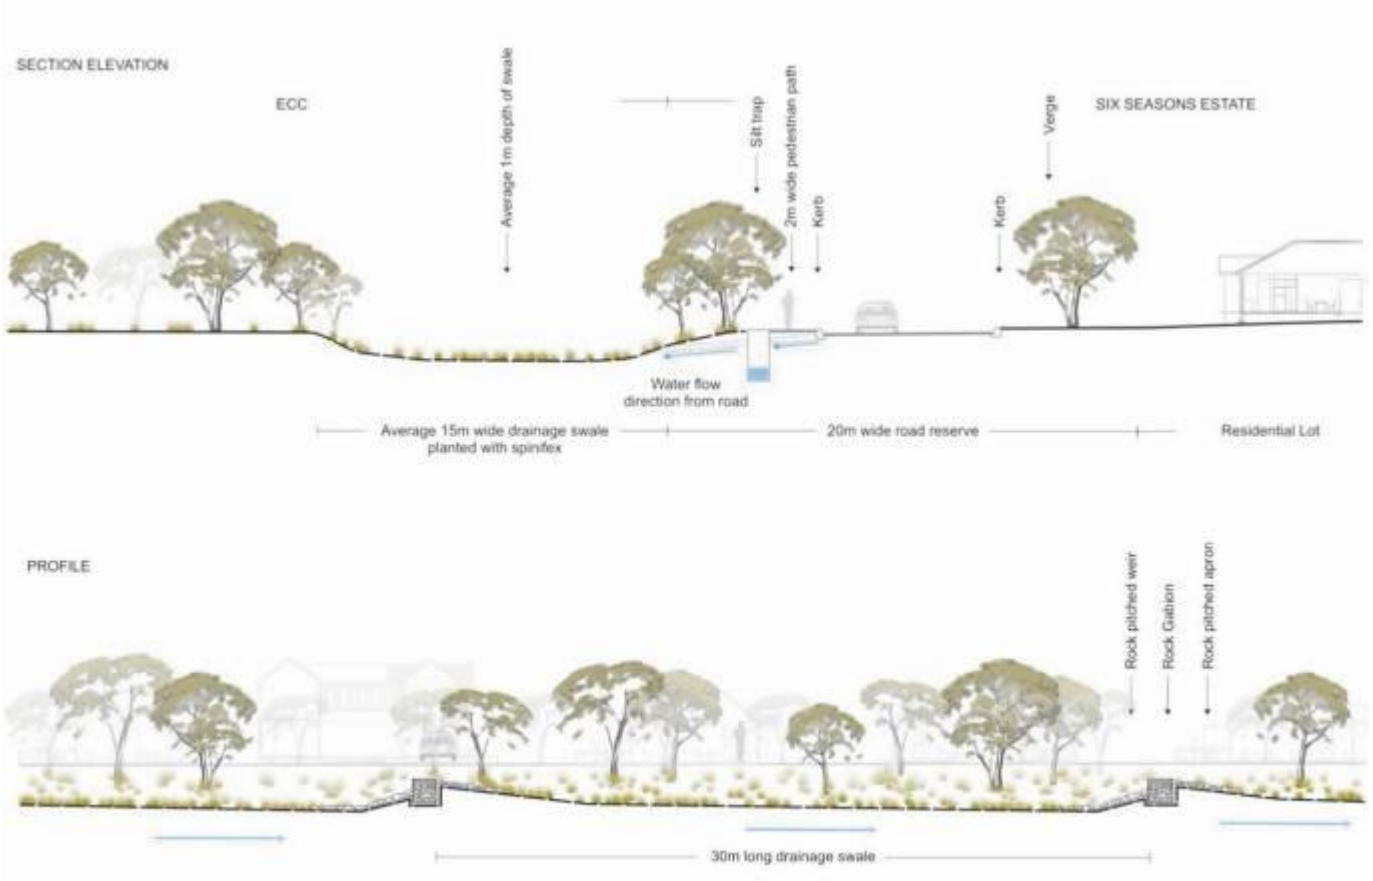 SECTION ELEVATION
ECC
Average 1m depth of swale
Silt trap
2m wide pedestrian path
Kerb
Kerb
Verge
SIX SEASONS ESTATE
Water flow
direction from road
Average 15m wide drainage swale
planted with spinifex
20m wide road reserve
Residential Lot
PROFILE
Rock pitched weir
Rock Gabion
Rock pitched apron
30m long drainage swale